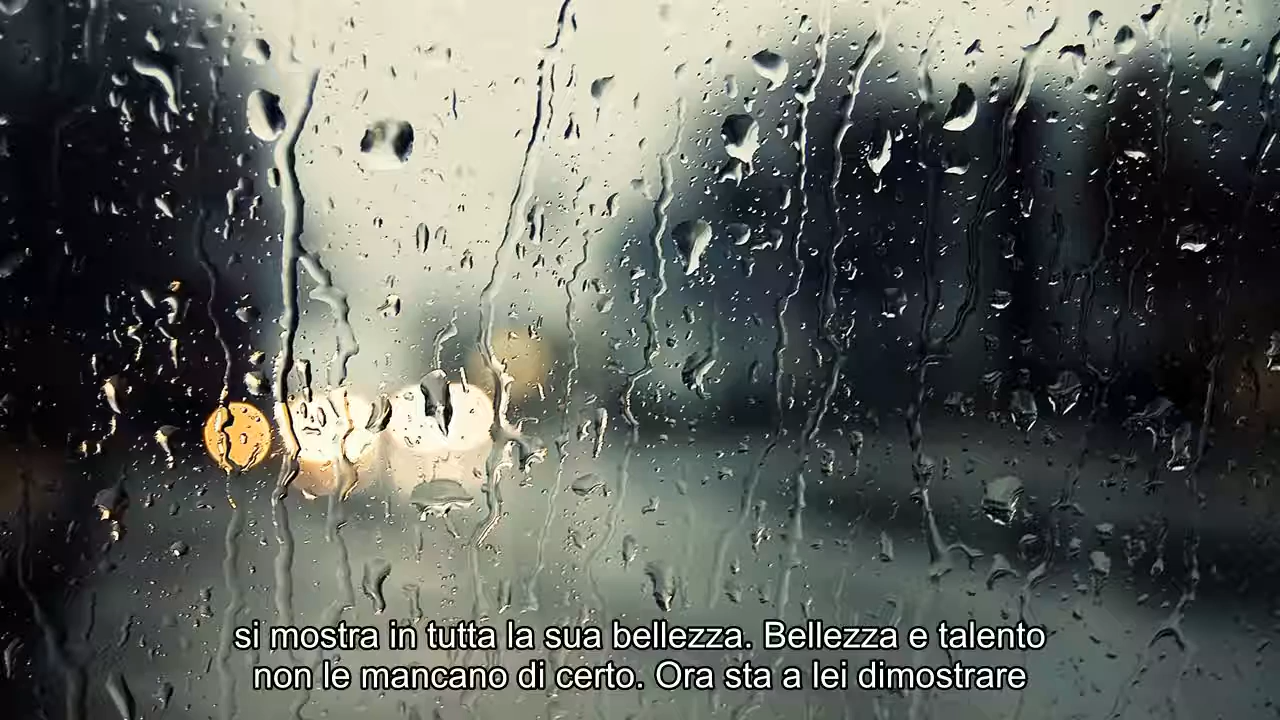 si mostra in tutta la sua bellezza. Bellezza e talento
non le mancano di certo. Ora sta a lei dimostrare